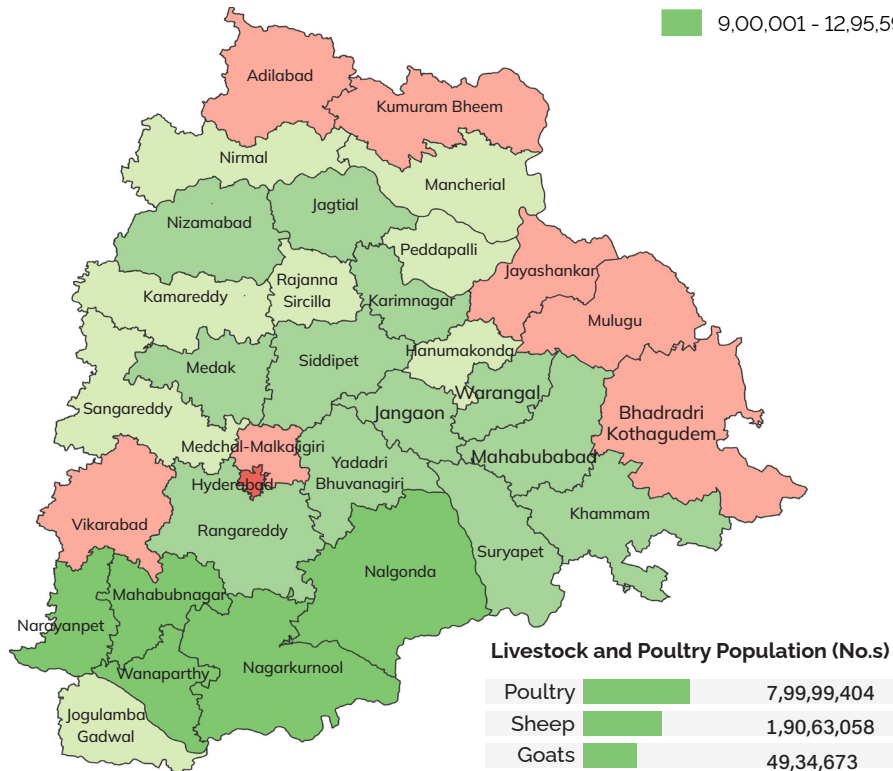 9,00,001 - 12,95,59
Adilabad
Kumuram Bheem
Nirmal
Mancherial
Jagtial
Nizamabad
Peddapalli
Jayashankar
Rajanna
Sircilla
Kamareddy
Karimnagar
Mulugu
Hanumakonda
Siddipet
Medak
Warangal
Sangareddy
Jangaon
Bhadradri
Kothagudem
Medchal-Malkajigiri
Mahabubabad
Yadadri
Bhuvanagiri
Hyderabad
Khammam
Vikarabad
Rangareddy
Suryapet
Nalgonda
Mahabubnagar
Narayanpet
Wanaparthy
Nagarkurnool
Jogulamba
Gadwal
Livestock and Poultry Population (No.s)
Poultry 7,99,99,404
Sheep 1,90,63,058
Goats 49,34,673